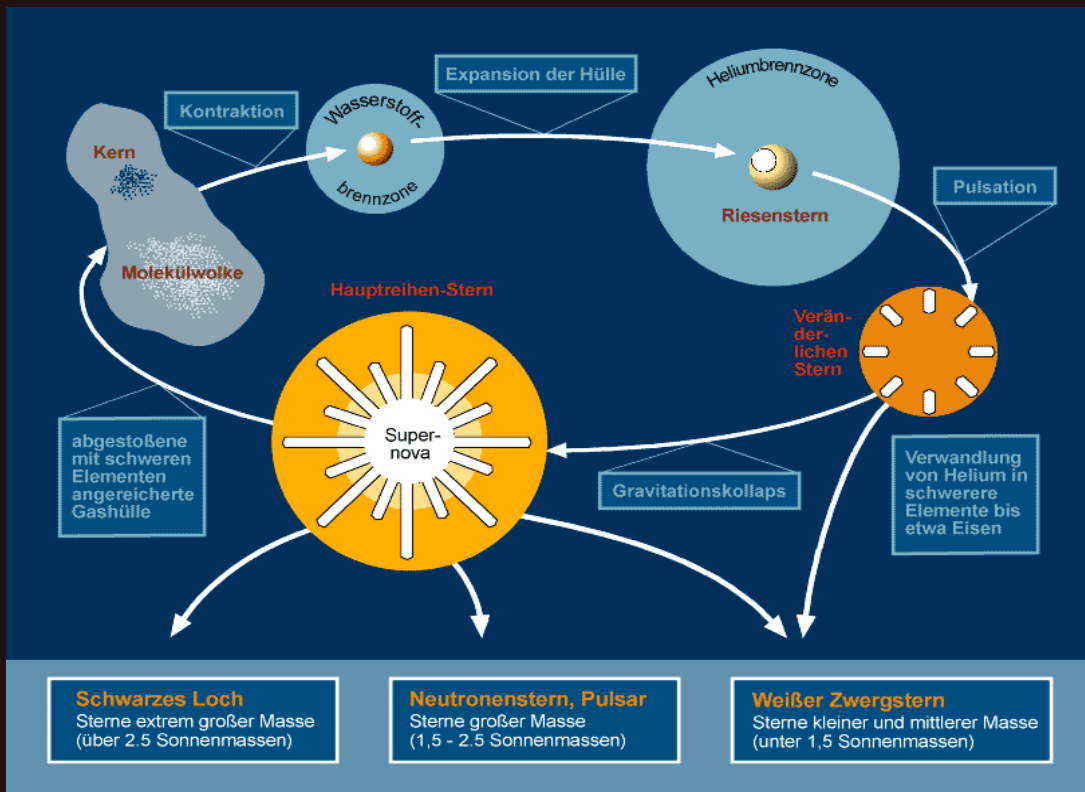 Kontraktion
Expansion der Hülle
Heliumbrennzone
Wasserstoff-
brennzone
Kern
Molekülwolke
Riesenstern
Pulsation
Hauptreihen-Stern
Verän-
der-
lichen
Stern
Super-
nova
abgestoßene
mit schweren
Elementen
angereicherte
Gashülle
Gravitationskollaps
Verwandlung
von Helium in
schwerere
Elemente bis
etwa Eisen
Schwarzes Loch
Sterne extrem großer Masse
(über 2.5 Sonnenmassen)
Neutronenstern, Pulsar
Sterne großer Masse
(1,5 - 2.5 Sonnenmassen)
Weißer Zwergstern
Sterne kleiner und mittlerer Masse
(unter 1,5 Sonnenmassen)